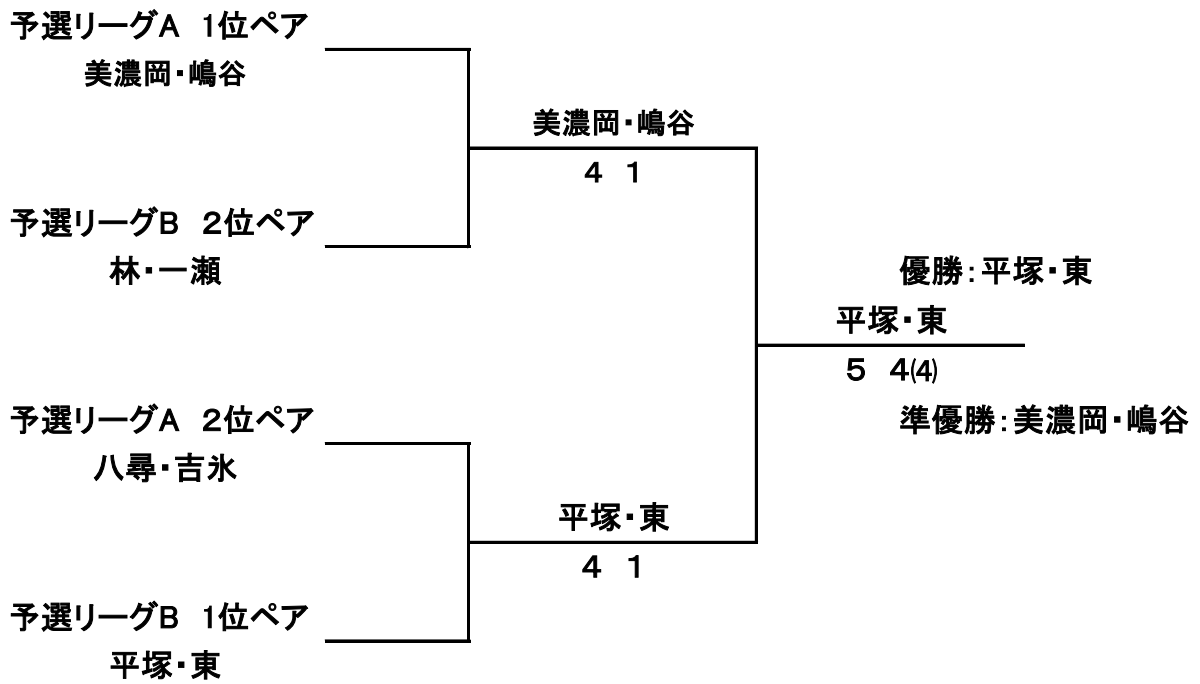 予選リーグA　1位ペア
美濃岡・嶋谷
美濃岡・嶋谷
4　1
予選リーグB　2位ペア
林・一瀬
優勝：平塚・東
平塚・東
5　4(4)
準優勝：美濃岡・嶋谷
予選リーグA　2位ペア
八尋・吉氷
平塚・東
4　1
予選リーグB　1位ペア
平塚・東